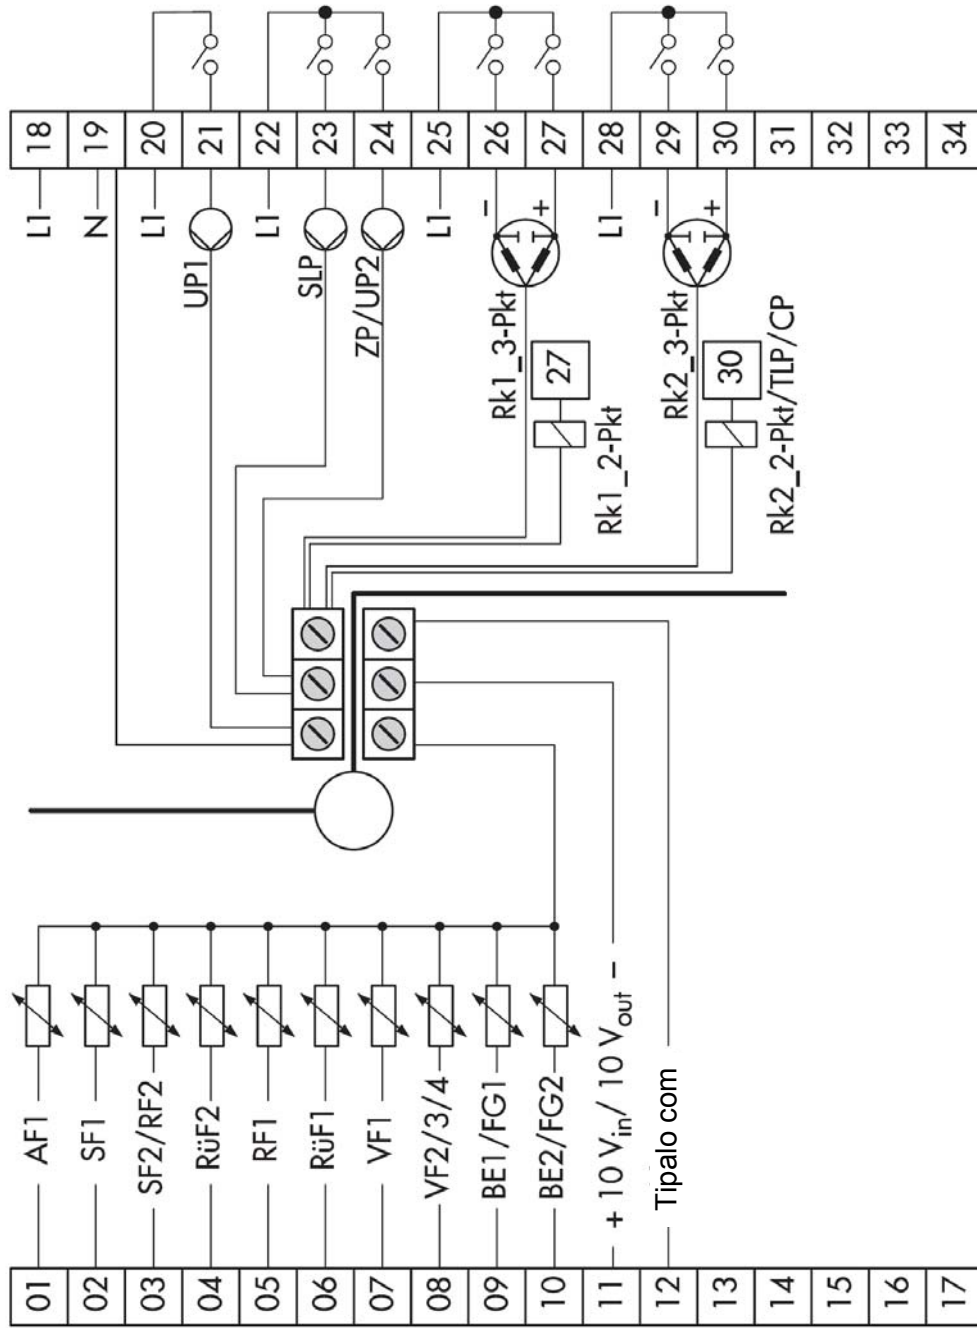 18
19
20
21
22
23
24
25
26
27
28
29
30
31
32
33
34
L1
N
L1
UP1
L1
SLP
ZP/UP2
L1
–
+
Rk1_3-Pkt
27
Rk1_2-Pkt
L1
–
+
Rk2_3-Pkt
30
Rk2_2-Pkt/TLP/CP
01 AF1
02 SF1
03 SF2/RF2
04 RüF2
05 RF1
06 RüF1
07 VF1
08 VF2/3/4
09 BE1/FG1
10 BE2/FG2
11 + 10 Vin/ 10 Vout –
12 Tipalo com
13
14
15
16
17